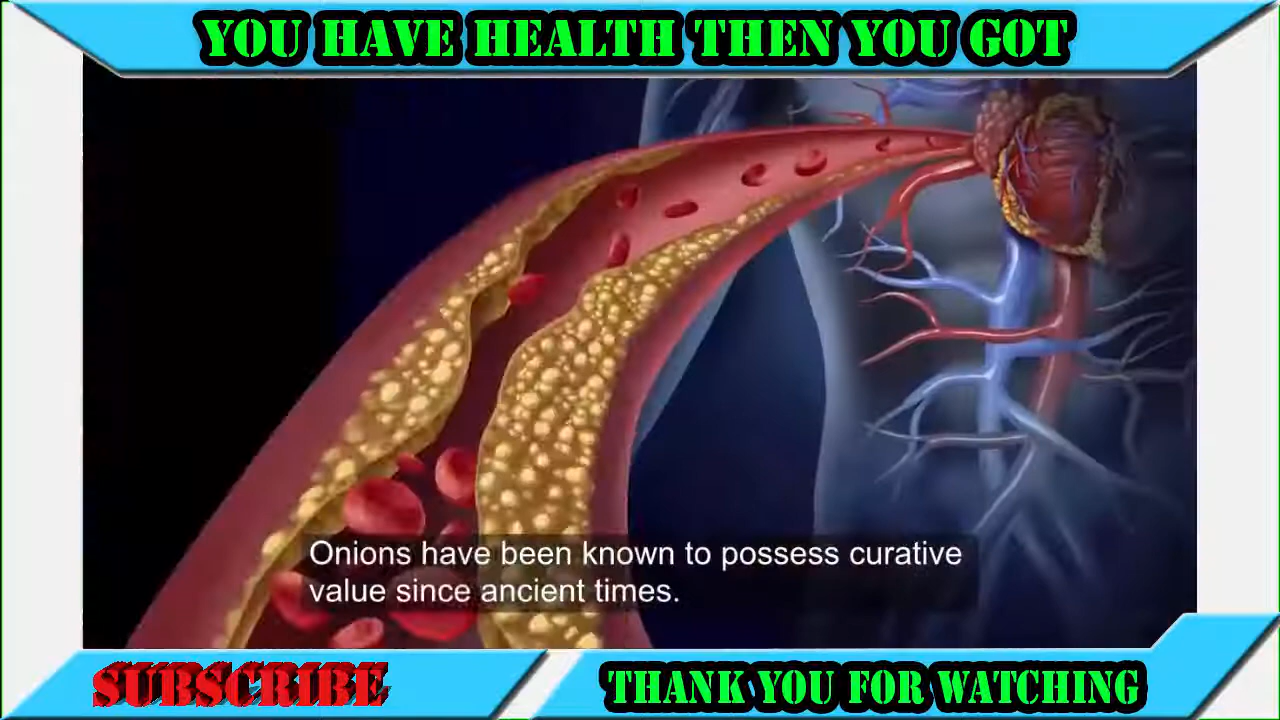 YOU HAVE HEALTH THEN YOU GOT
Onions have been known to possess curative
value since ancient times.
SUBSCRIBE
THANK YOU FOR WATCHING